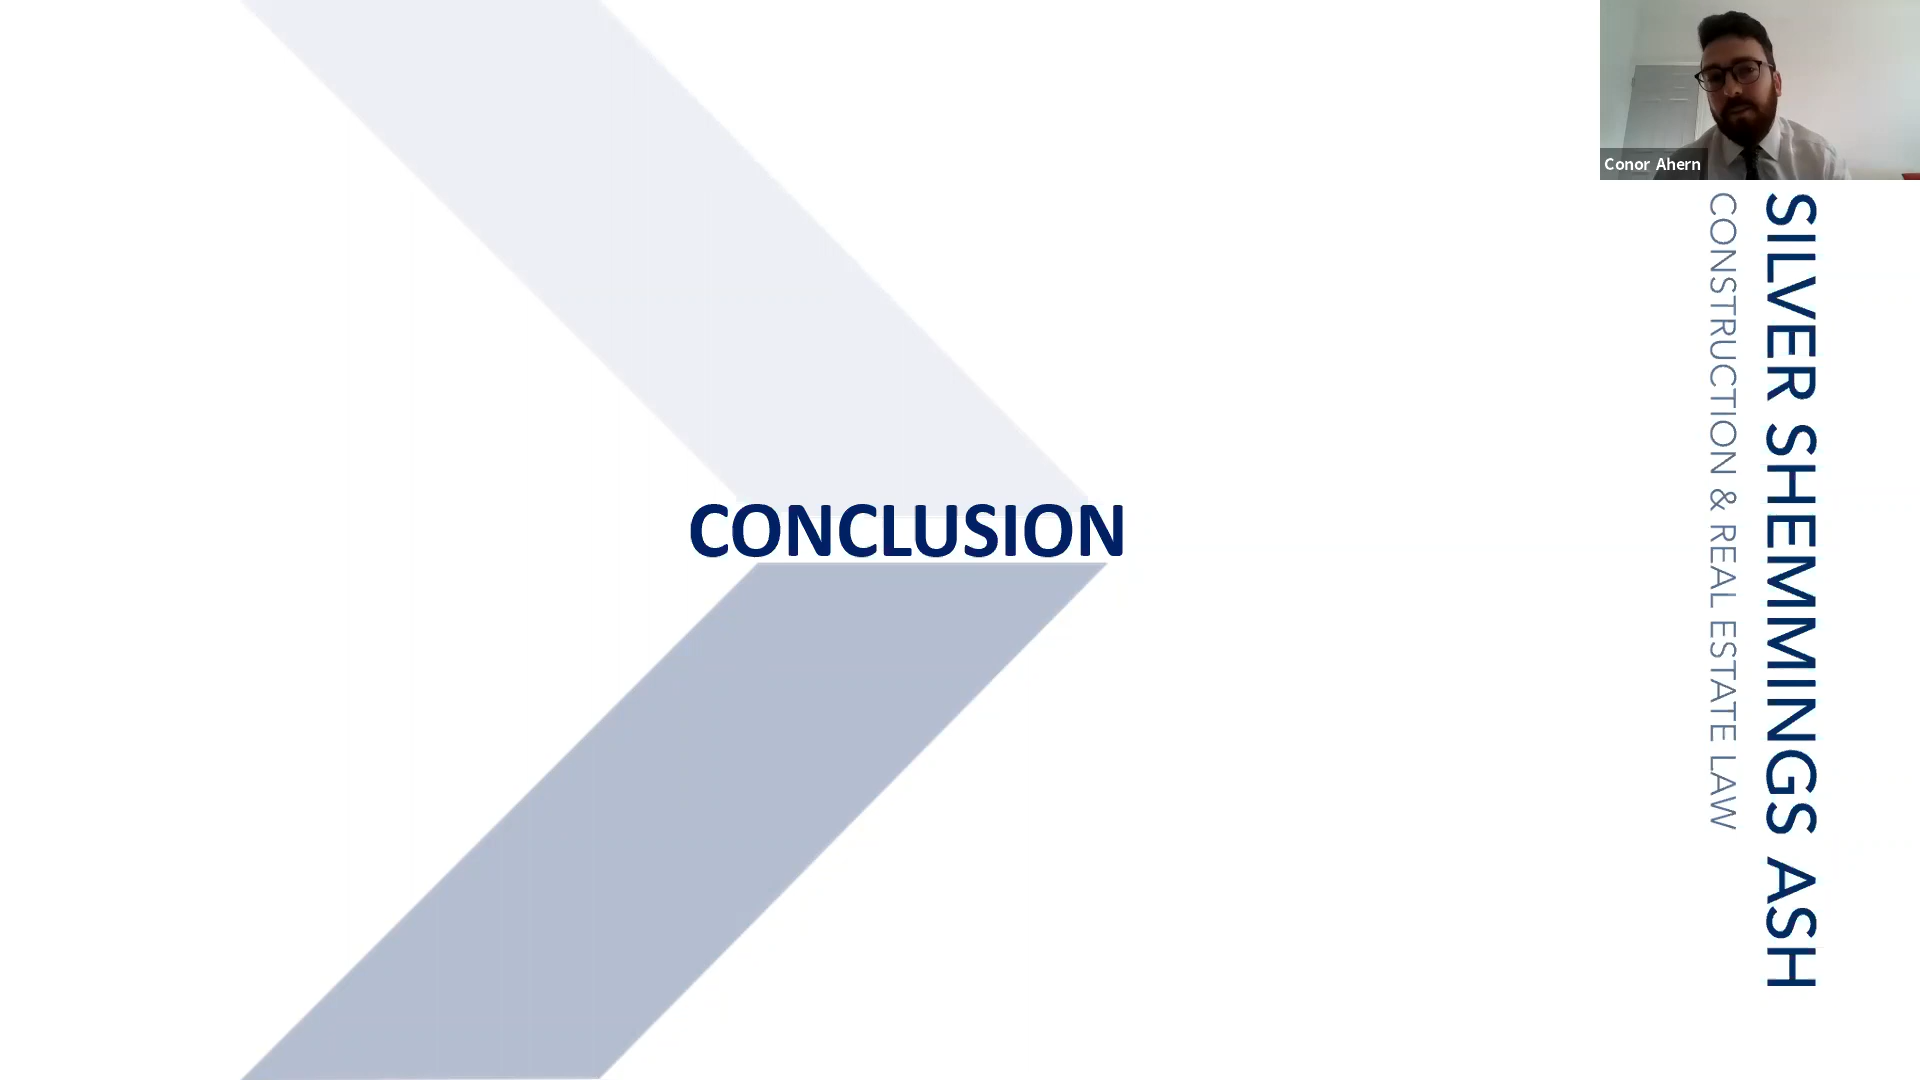 Conor Ahern
CONCLUSION
SILVER SHEMMINGS ASH
CONSTRUCTION & REAL ESTATE LAW